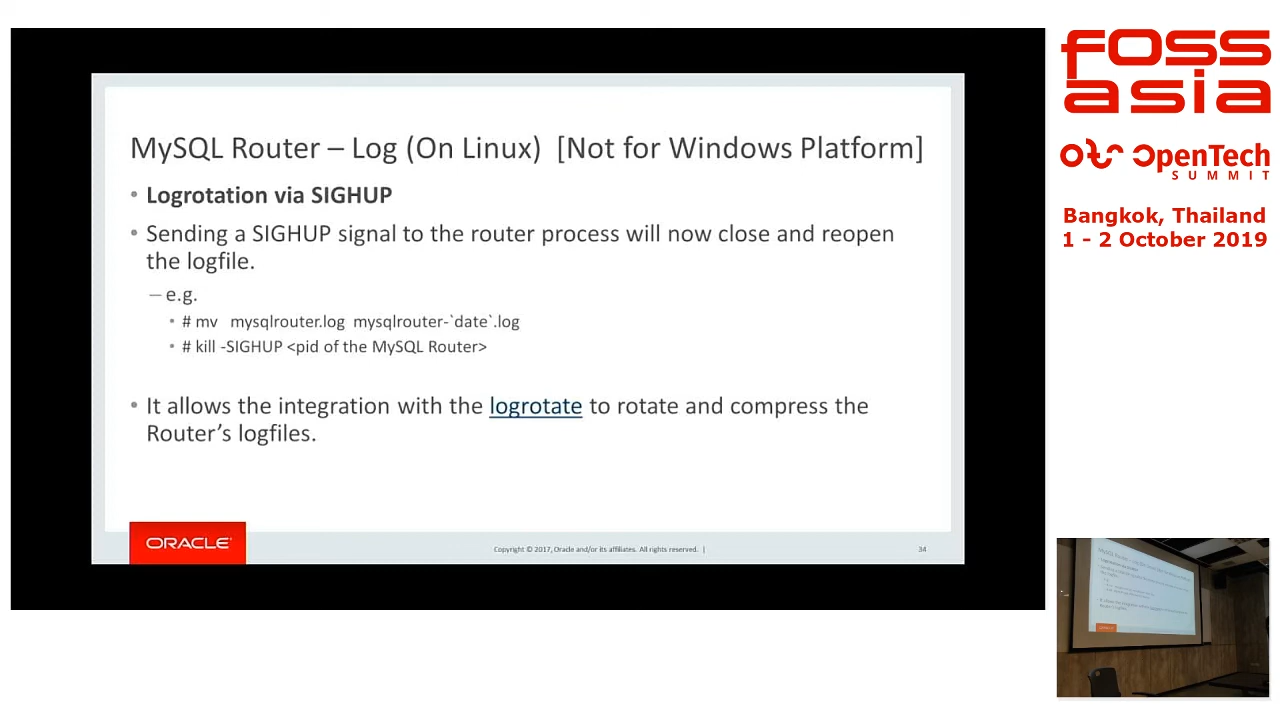 MySQL Router – Log (On Linux)  [Not for Windows Platform]
• Logrotation via SIGHUP
• Sending a SIGHUP signal to the router process will now close and reopen
the logfile.
– e.g.
• # mv   mysqlrouter.log  mysqlrouter-`date`.log
• # kill -SIGHUP <pid of the MySQL Router>
• It allows the integration with the logrotate to rotate and compress the
Router’s logfiles.
ORACLE
Copyright © 2017, Oracle and/or its affiliates. All rights reserved.  |
34
FOSS
asia
OpenTech
SUMMIT
Bangkok, Thailand
1 - 2 October 2019